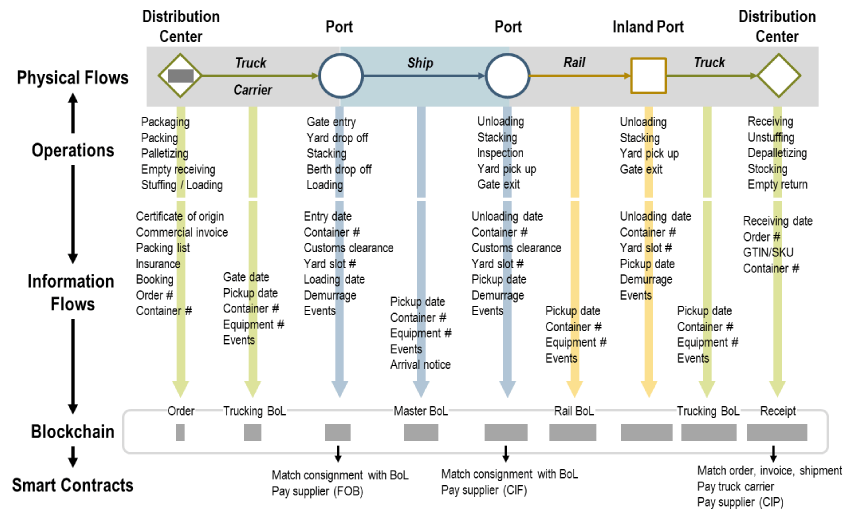 Distribution
Center
Port
Port
Inland Port
Distribution
Center
Physical Flows
Truck
Carrier
Ship
Rail
Truck
Operations
Packaging
Packing
Palletizing
Empty receiving
Stuffing / Loading
Gate entry
Yard drop off
Stacking
Berth drop off
Loading
Unloading
Stacking
Inspection
Yard pick up
Gate exit
Unloading
Stacking
Yard pick up
Gate exit
Receiving
Unstuffing
Depalletizing
Stocking
Empty return
Information
Flows
Certificate of origin
Commercial invoice
Packing list
Insurance
Booking
Order #
Container #
Gate date
Pickup date
Container #
Equipment #
Events
Entry date
Container #
Customs clearance
Yard slot #
Loading date
Demurrage
Events
Pickup date
Container #
Equipment #
Events
Arrival notice
Unloading date
Container #
Customs clearance
Yard slot #
Pickup date
Demurrage
Events
Pickup date
Container #
Equipment #
Events
Unloading date
Container #
Yard slot #
Pickup date
Demurrage
Events
Pickup date
Container #
Equipment #
Events
Receiving date
Order #
GTIN/SKU
Container #
Blockchain
Order
Trucking BoL
Master BoL
Rail BoL
Trucking BoL
Receipt
Smart Contracts
Match consignment with BoL
Pay supplier (FOB)
Match consignment with BoL
Pay supplier (CIF)
Match order, invoice, shipment
Pay truck carrier
Pay supplier (CIP)